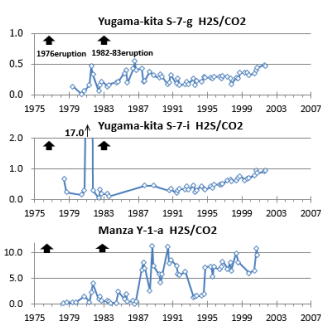 Yugama-kita S-7-g H2S/CO2
1.0
0.5
0.0
1976eruption
1982-83eruption
1975 1979 1983 1987 1991 1995 1999 2003 2007
Yugama-kita S-7-i H2S/CO2
17.0
2.0
1.0
0.0
1975 1979 1983 1987 1991 1995 1999 2003 2007
Manza Y-1-a H2S/CO2
10.0
5.0
0.0
1975 1979 1983 1987 1991 1995 1999 2003 2007